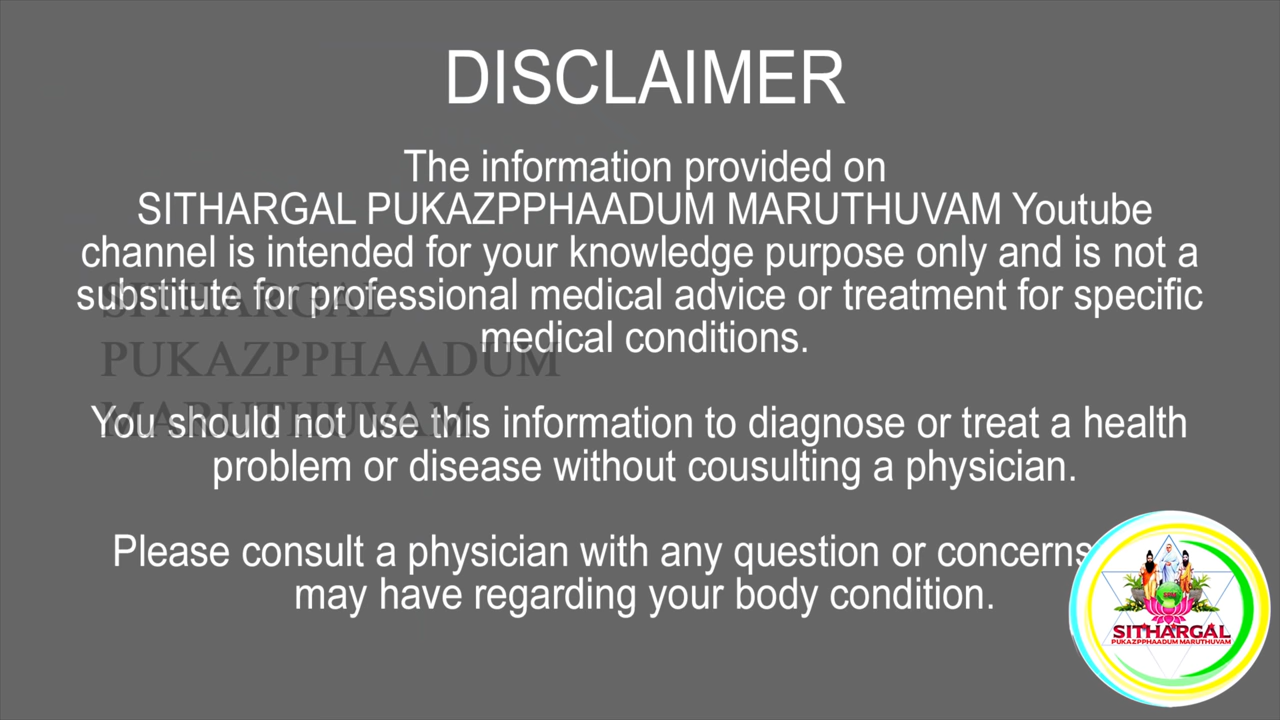 DISCLAIMER
The information provided on
SITHARGAL PUKAZPPHAADUM MARUTHUVAM Youtube
channel is intended for your knowledge purpose only and is not a
substitute for professional medical advice or treatment for specific
medical conditions.
SITHARGAL
PUKAZPPHAADUM
MARUTHUVAM
You should not use this information to diagnose or treat a health
problem or disease without cousulting a physician.
Please consult a physician with any question or concerns
may have regarding your body condition.
SITHARGAL
PUKAZPPHAADUM MARUTHUVAM